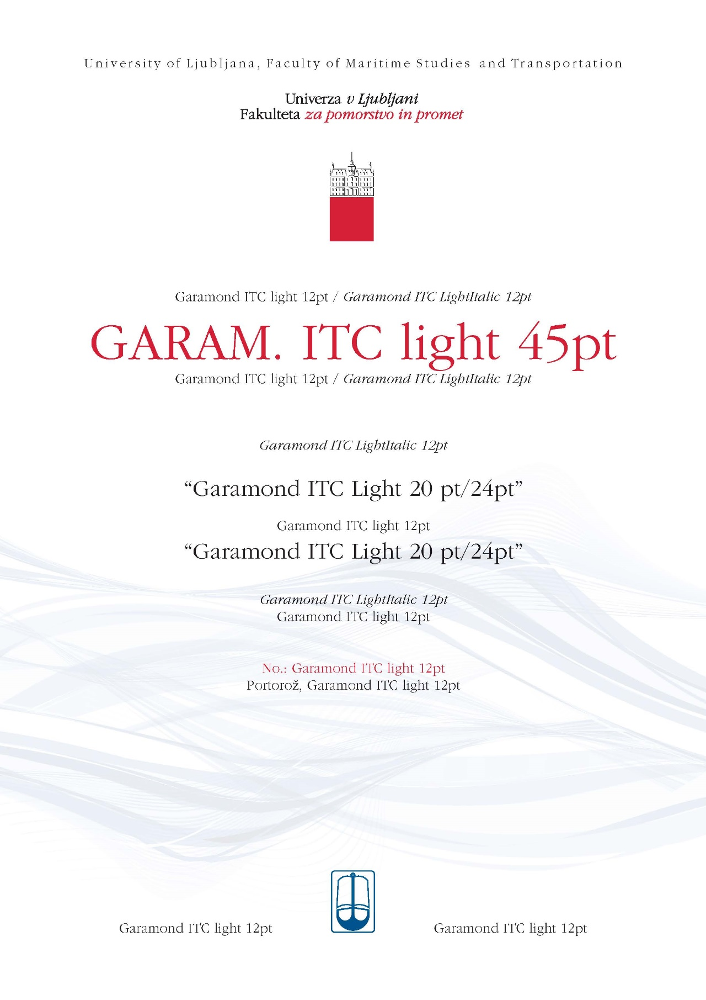 University of Ljubljana, Faculty of Maritime Studies and Transportation
Univerza v Ljubljani
Fakulteta za pomorstvo in promet
Garamond ITC light 12pt / Garamond ITC LightItalic 12pt
GARAM. ITC light 45pt
Garamond ITC light 12pt / Garamond ITC LightItalic 12pt
Garamond ITC LightItalic 12pt
“Garamond ITC Light 20 pt/24pt”
Garamond ITC light 12pt
“Garamond ITC Light 20 pt/24pt”
Garamond ITC LightItalic 12pt
Garamond ITC light 12pt
No.: Garamond ITC light 12pt
Portorož, Garamond ITC light 12pt
Garamond ITC light 12pt
Garamond ITC light 12pt